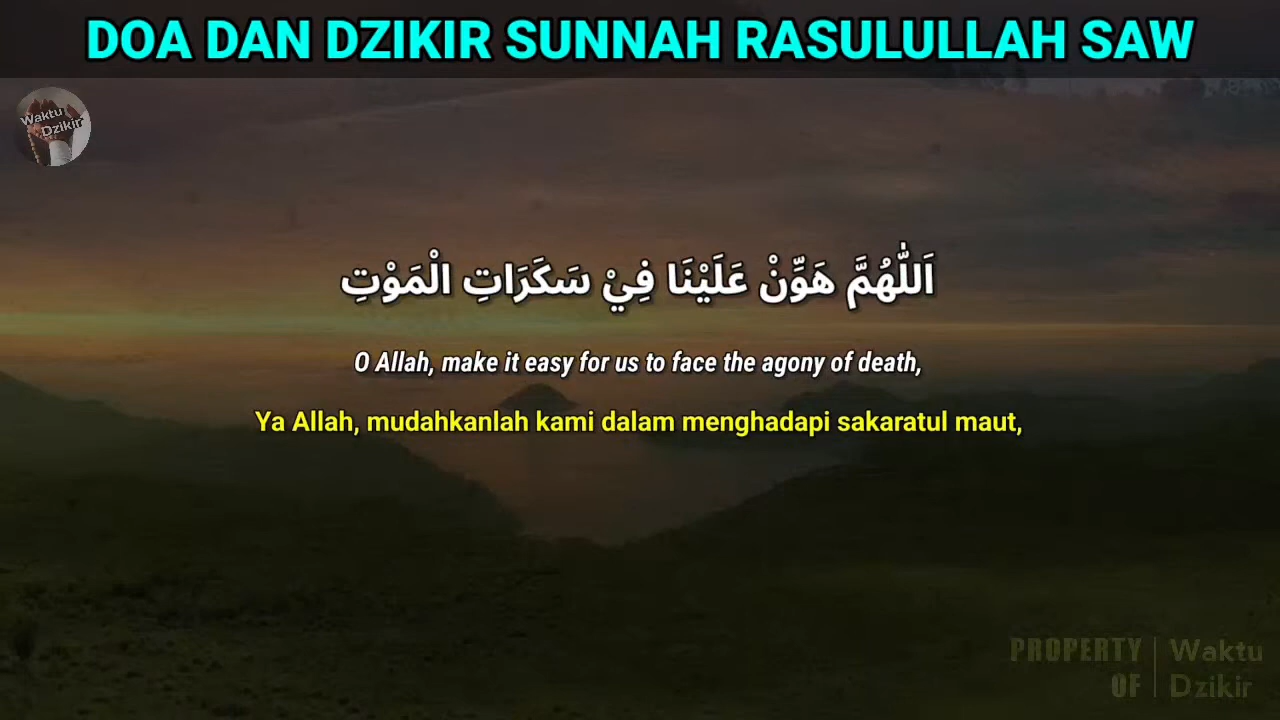 DOA DAN DZIKIR SUNNAH RASULULLAH SAW
Waktu
Dzikir
اَللّٰهُمَّ هَوِّنْ عَلَيْنَا فِيْ سَكَرَاتِ الْمَوْتِ
O Allah, make it easy for us to face the agony of death,
Ya Allah, mudahkanlah kami dalam menghadapi sakaratul maut,
PROPERTY OF | Waktu Dzikir